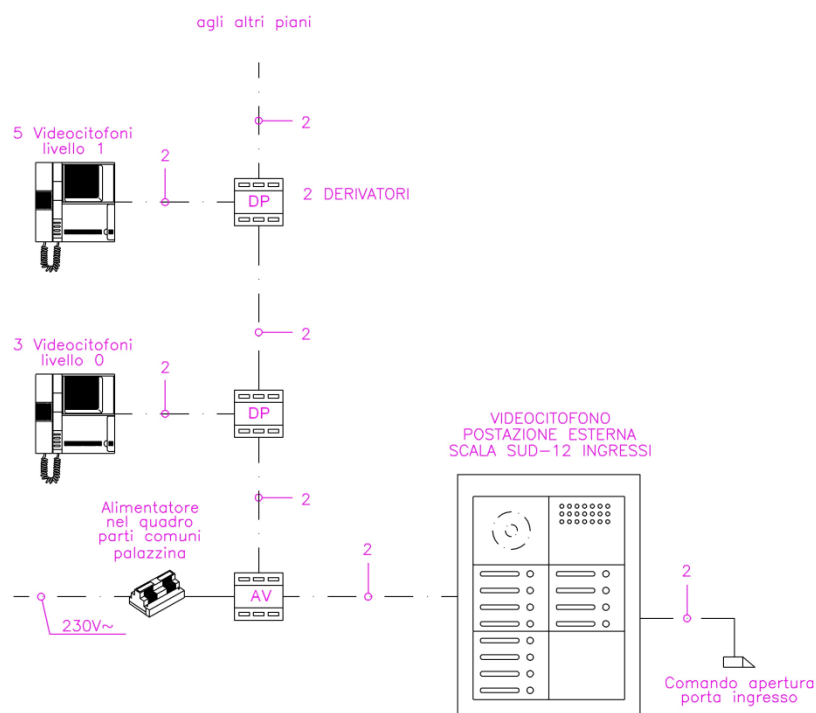 agli altri piani
2
5 Videocitofoni
livello 1
2
DP
2 DERIVATORI
2
3 Videocitofoni
livello 0
2
DP
VIDEOCITOFONO
POSTAZIONE ESTERNA
SCALA SUD-12 INGRESSI
2
Alimentatore
nel quadro
parti comuni
palazzina
2
2
AV
230V~
Comando apertura
porta ingresso